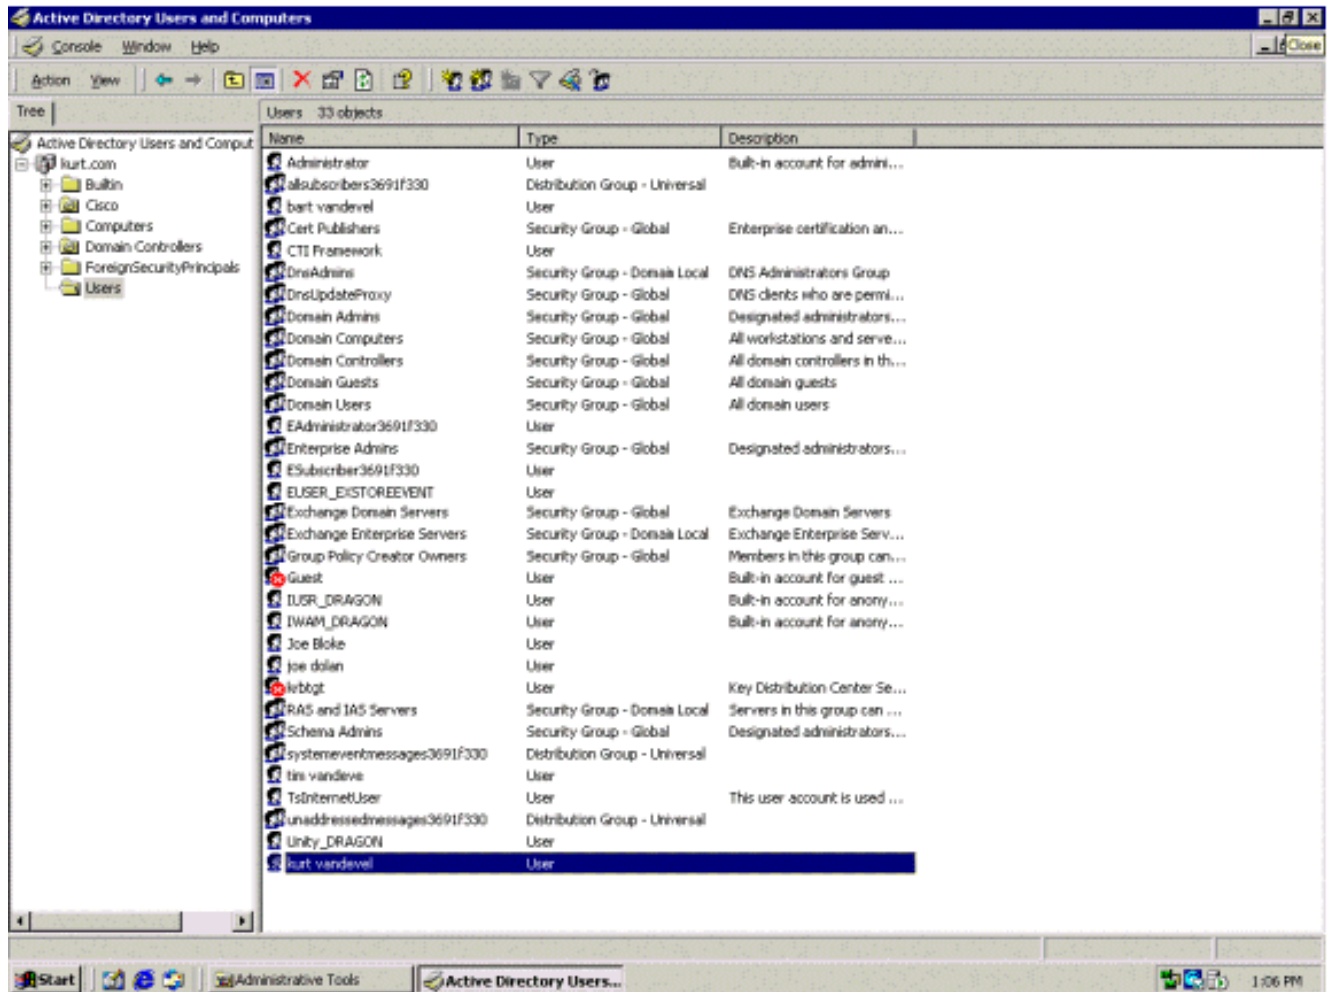 Active Directory Users and Computers
Console Window Help
Close
Action View
Tree
Users 33 objects
Active Directory Users and Comput
kurt.com
Builtin
Cisco
Computers
Domain Controllers
ForeignSecurityPrincipals
Users
Name Type Description
Administrator User Built-in account for admini...
allsubscribers3691f330 Distribution Group - Universal
bart vandevel User
Cert Publishers Security Group - Global Enterprise certification an...
CTI Framework User
DnsAdmins Security Group - Domain Local DNS Administrators Group
DnsUpdateProxy Security Group - Global DNS clients who are permi...
Domain Admins Security Group - Global Designated administrators...
Domain Computers Security Group - Global All workstations and serve...
Domain Controllers Security Group - Global All domain controllers in th...
Domain Guests Security Group - Global All domain guests
Domain Users Security Group - Global All domain users
EAdministrator3691f330 User
Enterprise Admins Security Group - Global Designated administrators...
ESubscriber3691f330 User
EUSER_EXSTOREEVENT User
Exchange Domain Servers Security Group - Global Exchange Domain Servers
Exchange Enterprise Servers Security Group - Domain Local Exchange Enterprise Serv...
Group Policy Creator Owners Security Group - Global Members in this group can...
Guest User Built-in account for guest ...
IUSR_DRAGON User Built-in account for anony...
IWAM_DRAGON User Built-in account for anony...
Joe Bloke User
joe dolan User
krbtgt User Key Distribution Center Se...
RAS and IAS Servers Security Group - Domain Local Servers in this group can ...
Schema Admins Security Group - Global Designated administrators...
systemeventmessages3691f330 Distribution Group - Universal
tim vandeve User
TsInternetUser User This user account is used ...
unaddressedmessages3691f330 Distribution Group - Universal
Unity_DRAGON User
kurt vandevel User
Start Administrative Tools Active Directory Users... 1:06 PM